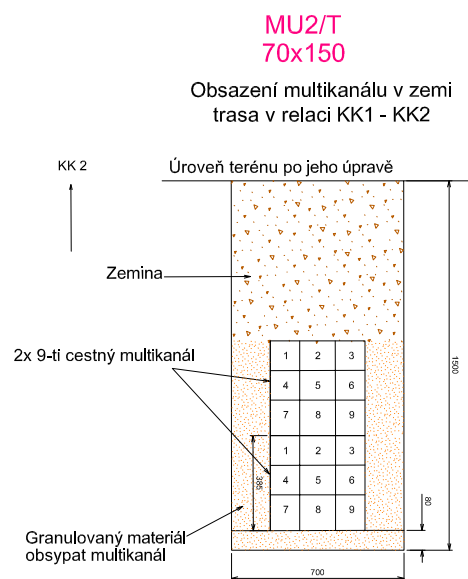 MU2/T
70x150
Obsazení multikanálu v zemi
trasa v relaci KK1 - KK2
KK 2
Úroveň terénu po jeho úpravě
Zemina
1500
2x 9-ti cestný multikanál
1 2 3
4 5 6
7 8 9
1 2 3
4 5 6
7 8 9
385
80
Granulovaný materiál
obsypat multikanál
700